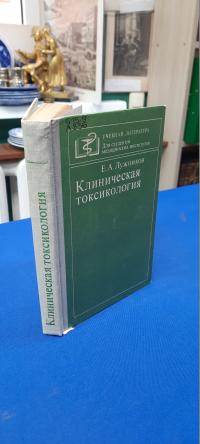 УЧЕБНАЯ ЛИТЕРАТУРА
Для студентов
медицинских институтов
Е. А. Лужников
Клиническая
токсикология
Клиническая токсикология